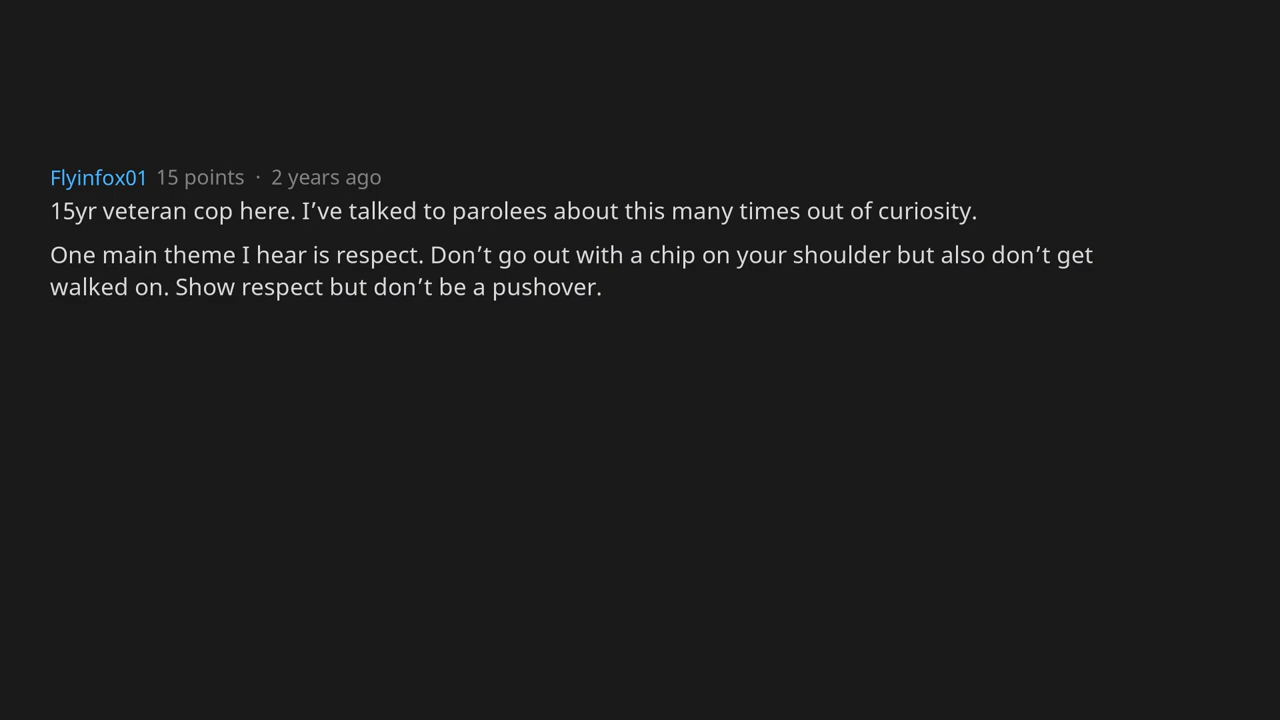 Flyinfox01 15 points · 2 years ago
15yr veteran cop here. I’ve talked to parolees about this many times out of curiosity.
One main theme I hear is respect. Don’t go out with a chip on your shoulder but also don’t get
walked on. Show respect but don’t be a pushover.